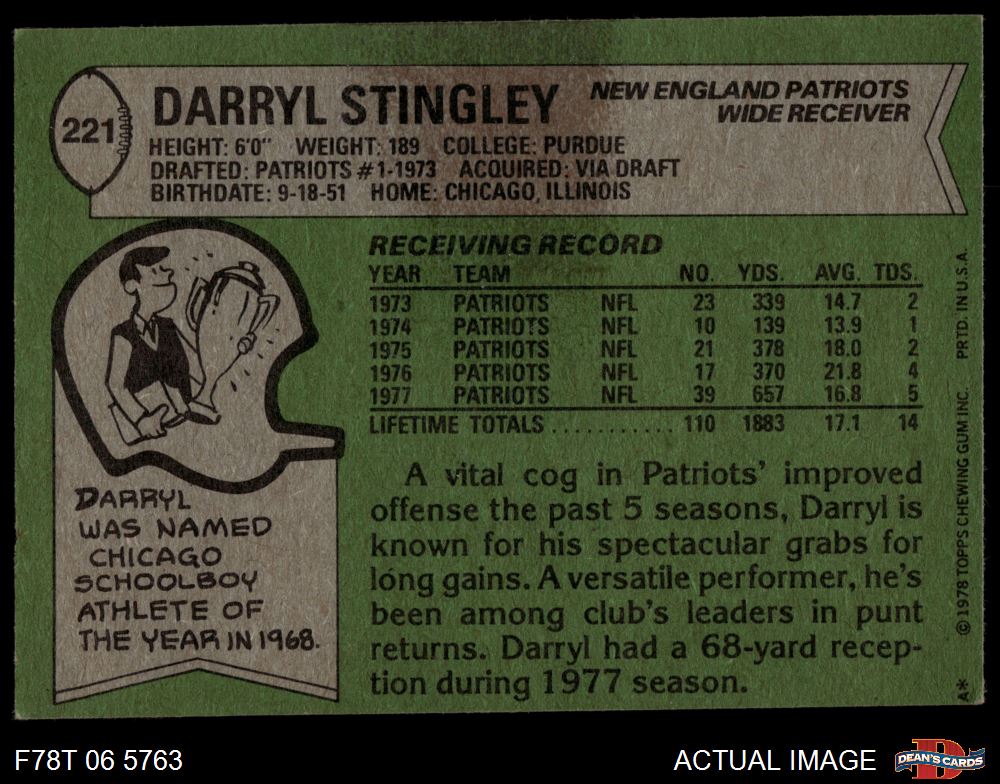 221
DARRYL STINGLEY
NEW ENGLAND PATRIOTS
WIDE RECEIVER
HEIGHT: 6'0" WEIGHT: 189 COLLEGE: PURDUE
DRAFTED: PATRIOTS #1-1973 ACQUIRED: VIA DRAFT
BIRTHDATE: 9-18-51 HOME: CHICAGO, ILLINOIS
RECEIVING RECORD
YEAR TEAM NO. YDS. AVG. TDS.
1973 PATRIOTS NFL 23 339 14.7 2
1974 PATRIOTS NFL 10 139 13.9 1
1975 PATRIOTS NFL 21 378 18.0 2
1976 PATRIOTS NFL 17 370 21.8 4
1977 PATRIOTS NFL 39 657 16.8 5
LIFETIME TOTALS ........... 110 1883 17.1 14
A vital cog in Patriots' improved
offense the past 5 seasons, Darryl is
known for his spectacular grabs for
long gains. A versatile performer, he's
been among club's leaders in punt
returns. Darryl had a 68-yard recep-
tion during 1977 season.
DARRYL
WAS NAMED
CHICAGO
SCHOOLBOY
ATHLETE OF
THE YEAR IN 1968.
A* © 1978 TOPPS CHEWING GUM INC. PRTD. IN U.S.A.
F78T 06 5763
ACTUAL IMAGE
D
DEAN'S CARDS